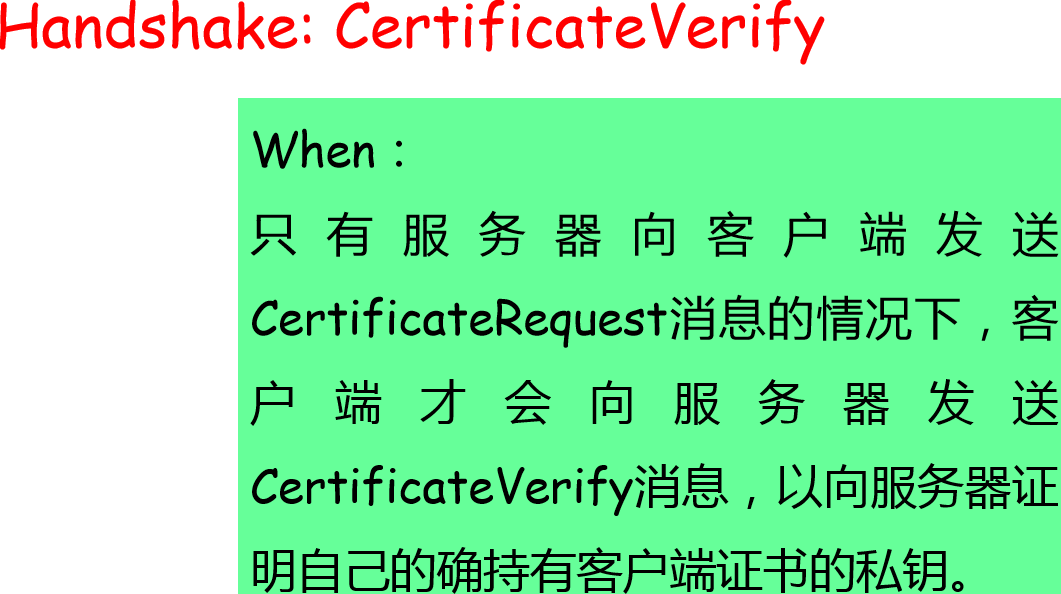 Handshake: CertificateVerify
When：
只有服务器向客户端发送
CertificateRequest消息的情况下，客
户端才会向服务器发送
CertificateVerify消息，以向服务器证
明自己的确持有客户端证书的私钥。